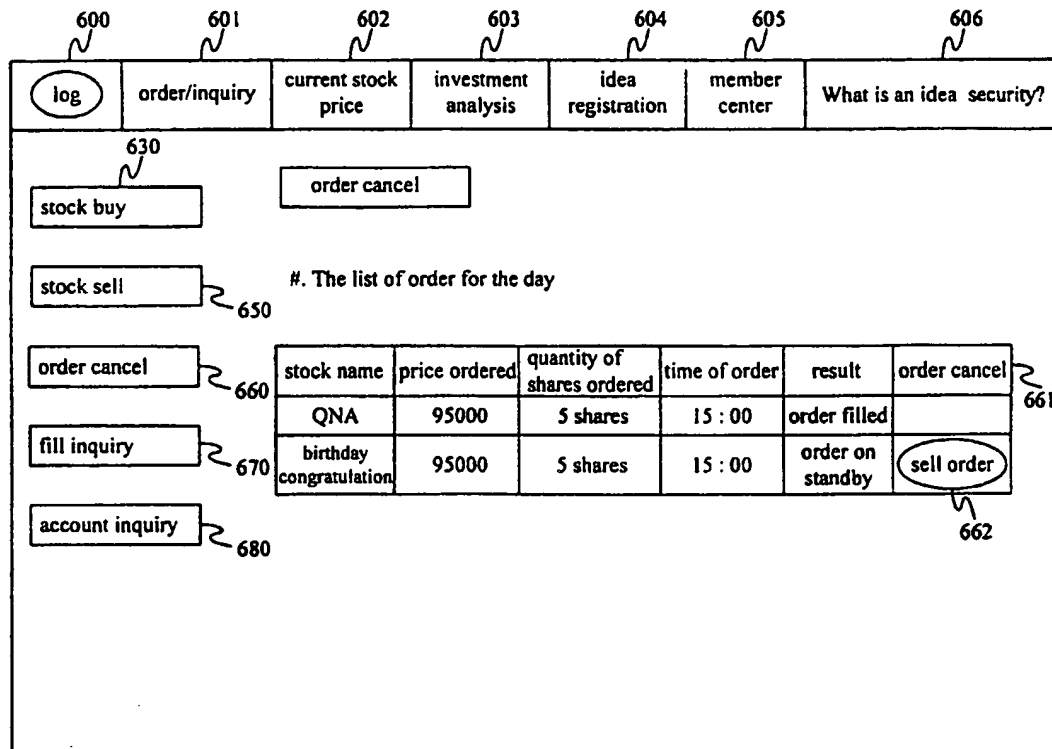 600 601 602 603 604 605 606
log order/inquiry current stock price investment analysis idea registration member center What is an idea security?
630
stock buy
order cancel
stock sell
650
#. The list of order for the day
order cancel
660
fill inquiry
670
account inquiry
680
stock name price ordered quantity of shares ordered time of order result order cancel
661
QNA 95000 5 shares 15 : 00 order filled
birthday congratulation 95000 5 shares 15 : 00 order on standby sell order
662